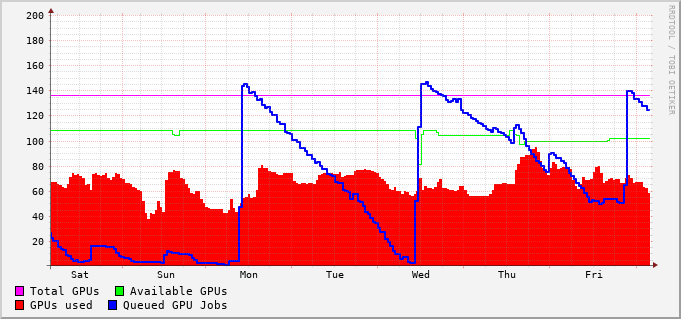 200
180
160
140
120
100
80
60
40
20
Sat Sun Mon Tue Wed Thu Fri
Total GPUs Available GPUs
GPUs used Queued GPU Jobs
RRDTOOL / TOBI OETIKER